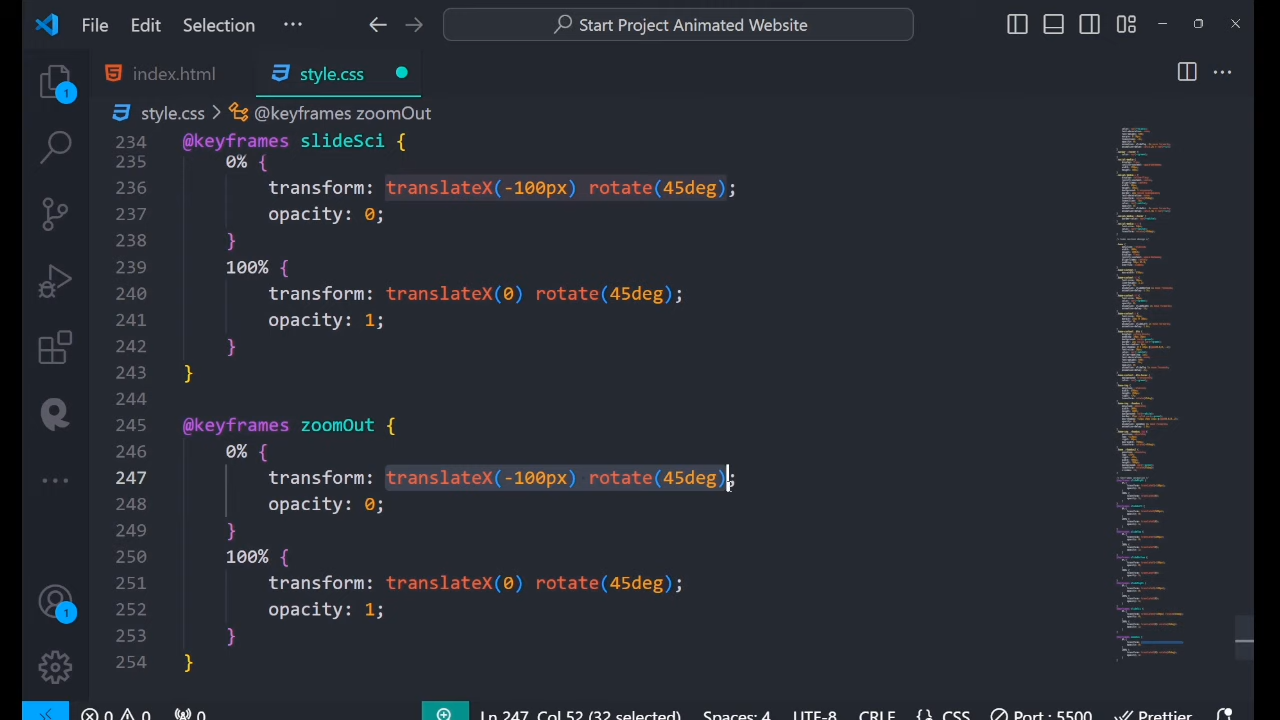 File Edit Selection ··· Start Project Animated Website
1 index.html style.css
style.css > @keyframes zoomOut
234 @keyframes slideSci {
235 0% {
236 transform: translateX(-100px) rotate(45deg);
237 opacity: 0;
238 }
239 100% {
240 transform: translateX(0) rotate(45deg);
241 opacity: 1;
242 }
243 }
244
245 @keyframes zoomOut {
246 0% {
247 transform: translateX(-100px) rotate(45deg);
248 opacity: 0;
249 }
250 100% {
251 transform: translateX(0) rotate(45deg);
252 opacity: 1;
253 }
254 }
1
0 0 0 Ln 247, Col 52 (32 selected) Spaces: 4 UTF-8 CRLF {} CSS Port : 5500 Prettier